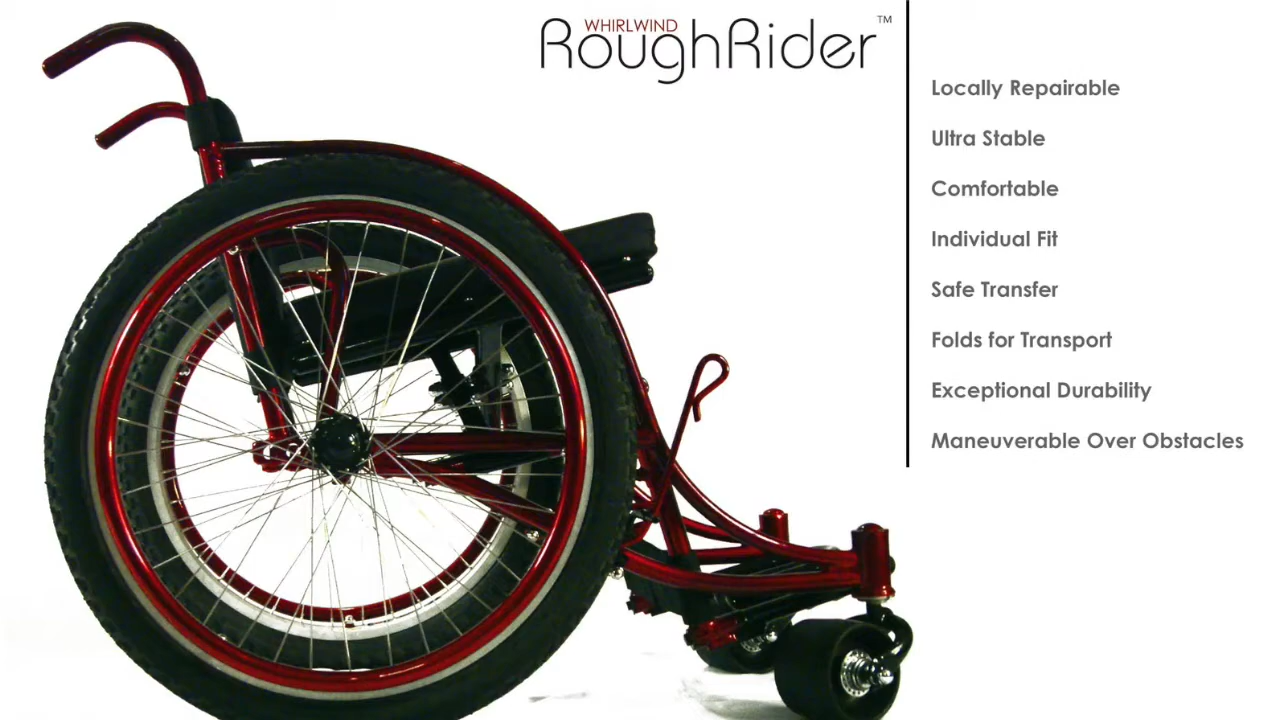 WHIRLWIND
RoughRider™
Locally Repairable
Ultra Stable
Comfortable
Individual Fit
Safe Transfer
Folds for Transport
Exceptional Durability
Maneuverable Over Obstacles